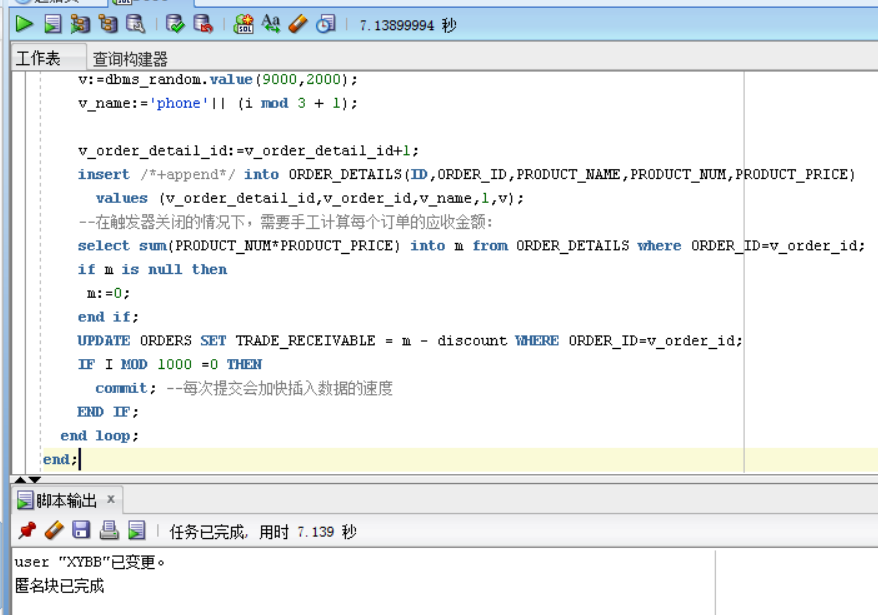 7.13899994 秒
工作表 查询构建器
v:=dbms_random.value(9000,2000);
v_name:='phone'|| (i mod 3 + 1);
v_order_detail_id:=v_order_detail_id+1;
insert /*+append*/ into ORDER_DETAILS(ID,ORDER_ID,PRODUCT_NAME,PRODUCT_NUM,PRODUCT_PRICE)
values (v_order_detail_id,v_order_id,v_name,1,v);
--在触发器关闭的情况下，需要手工计算每个订单的应收金额：
select sum(PRODUCT_NUM*PRODUCT_PRICE) into m from ORDER_DETAILS where ORDER_ID=v_order_id;
if m is null then
m:=0;
end if;
UPDATE ORDERS SET TRADE_RECEIVABLE = m - discount WHERE ORDER_ID=v_order_id;
IF I MOD 1000 =0 THEN
commit; --每次提交会加快插入数据的速度
END IF;
end loop;
end;
脚本输出 x
任务已完成, 用时 7.139 秒
user "XYBB"已变更。
匿名块已完成